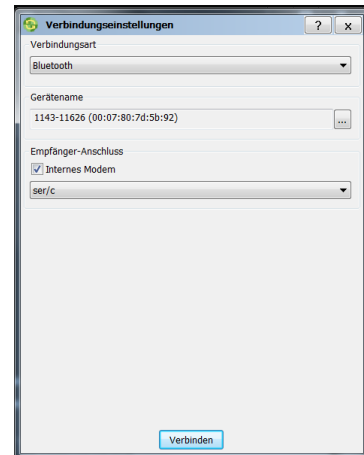 Verbindungseinstellungen
? x
Verbindungsart
Bluetooth
Gerätename
1143-11626 (00:07:80:7d:5b:92)
...
Empfänger-Anschluss
Internes Modem
ser/c
Verbinden